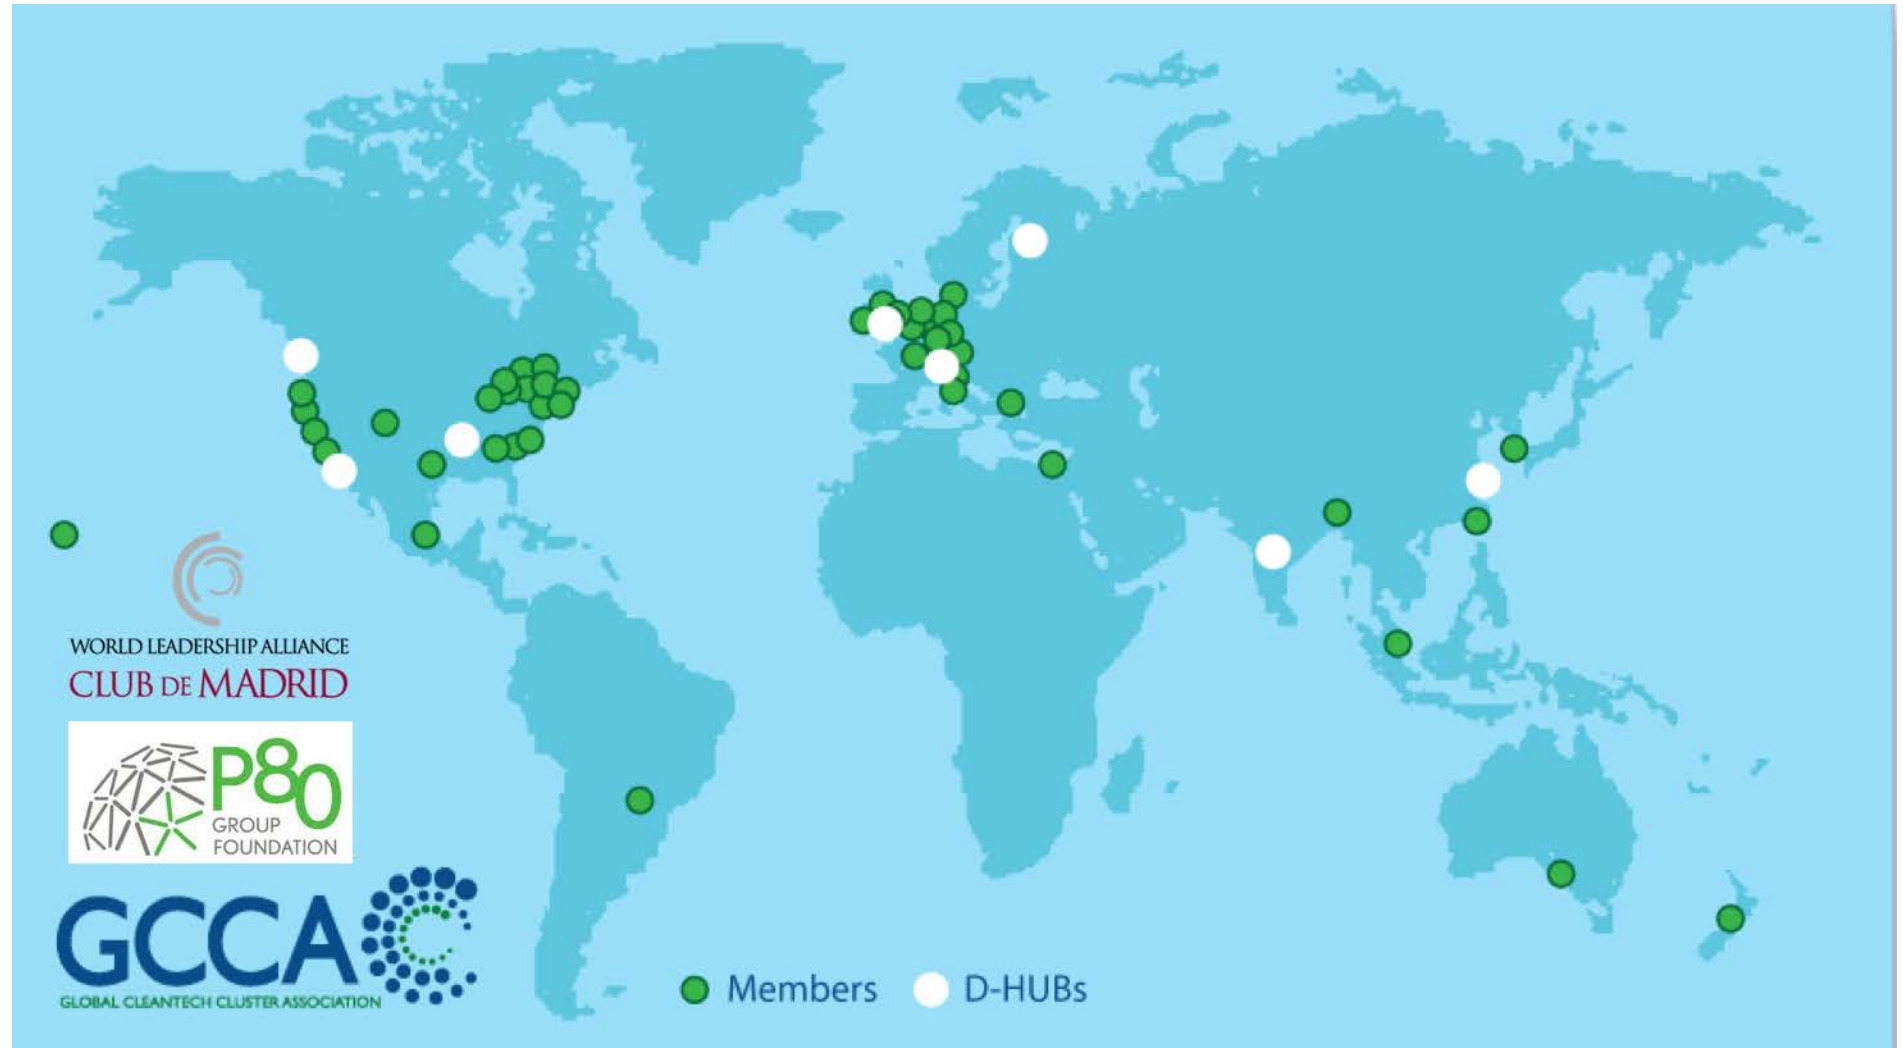 WORLD LEADERSHIP ALLIANCE
CLUB DE MADRID
P80
GROUP
FOUNDATION
GCCA
GLOBAL CLEANTECH CLUSTER ASSOCIATION
Members
D-HUBs